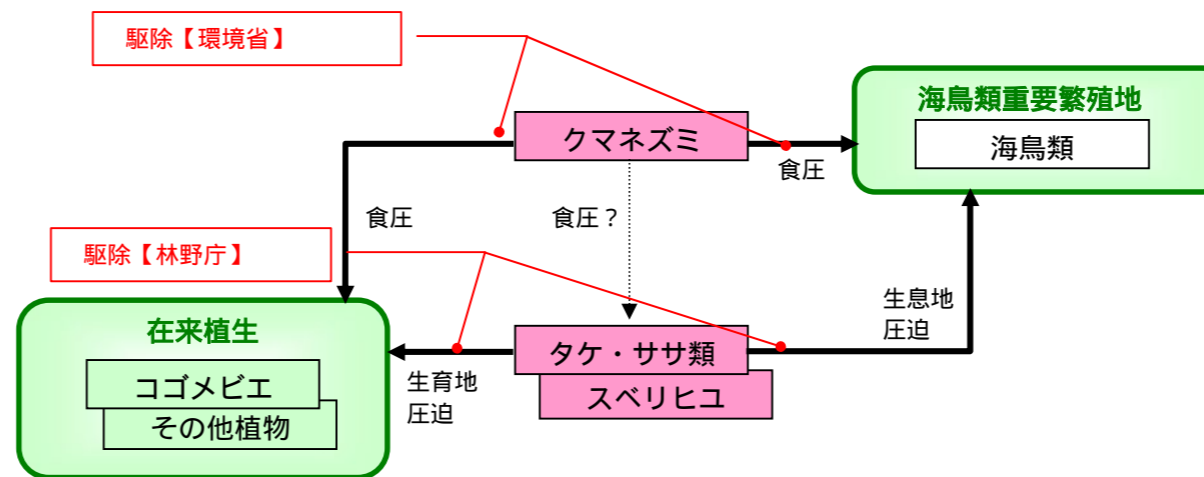 駆除【環境省】
海鳥類重要繁殖地
クマネズミ
海鳥類
食圧
食圧
食圧？
駆除【林野庁】
生息地
圧迫
在来植生
タケ・ササ類
コゴメビエ
生育地
圧迫
スベリヒユ
その他植物